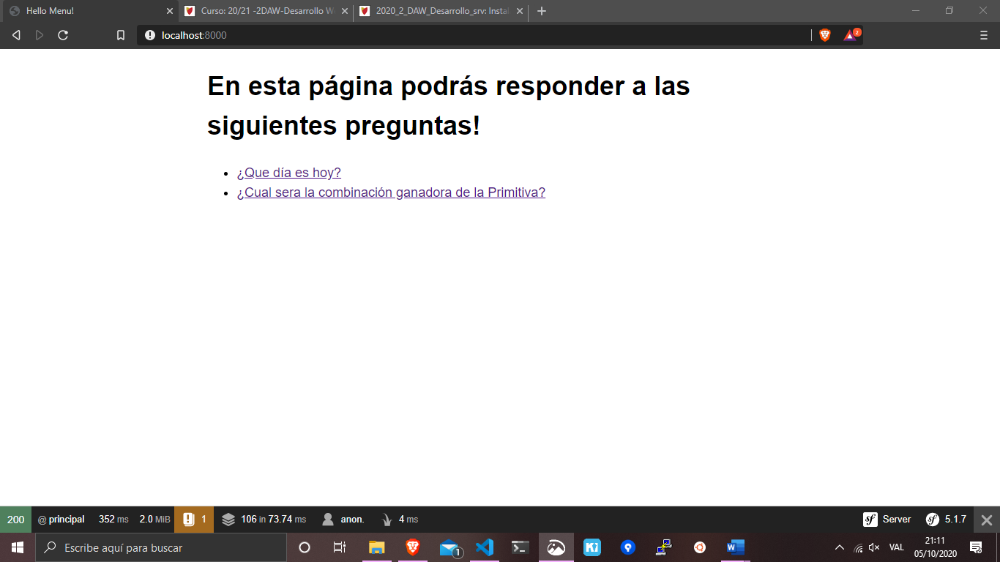 Hello Menu!
Curso: 20/21 -2DAW-Desarrollo W
2020_2_DAW_Desarrollo_srv: Instal
localhost:8000
2
En esta página podrás responder a las
siguientes preguntas!
¿Que día es hoy?
¿Cual sera la combinación ganadora de la Primitiva?
200 @ principal 352 ms 2.0 MiB 1 106 in 73.74 ms anon. 4 ms sf Server sf 5.1.7
Escribe aquí para buscar
1
VAL
21:11
05/10/2020